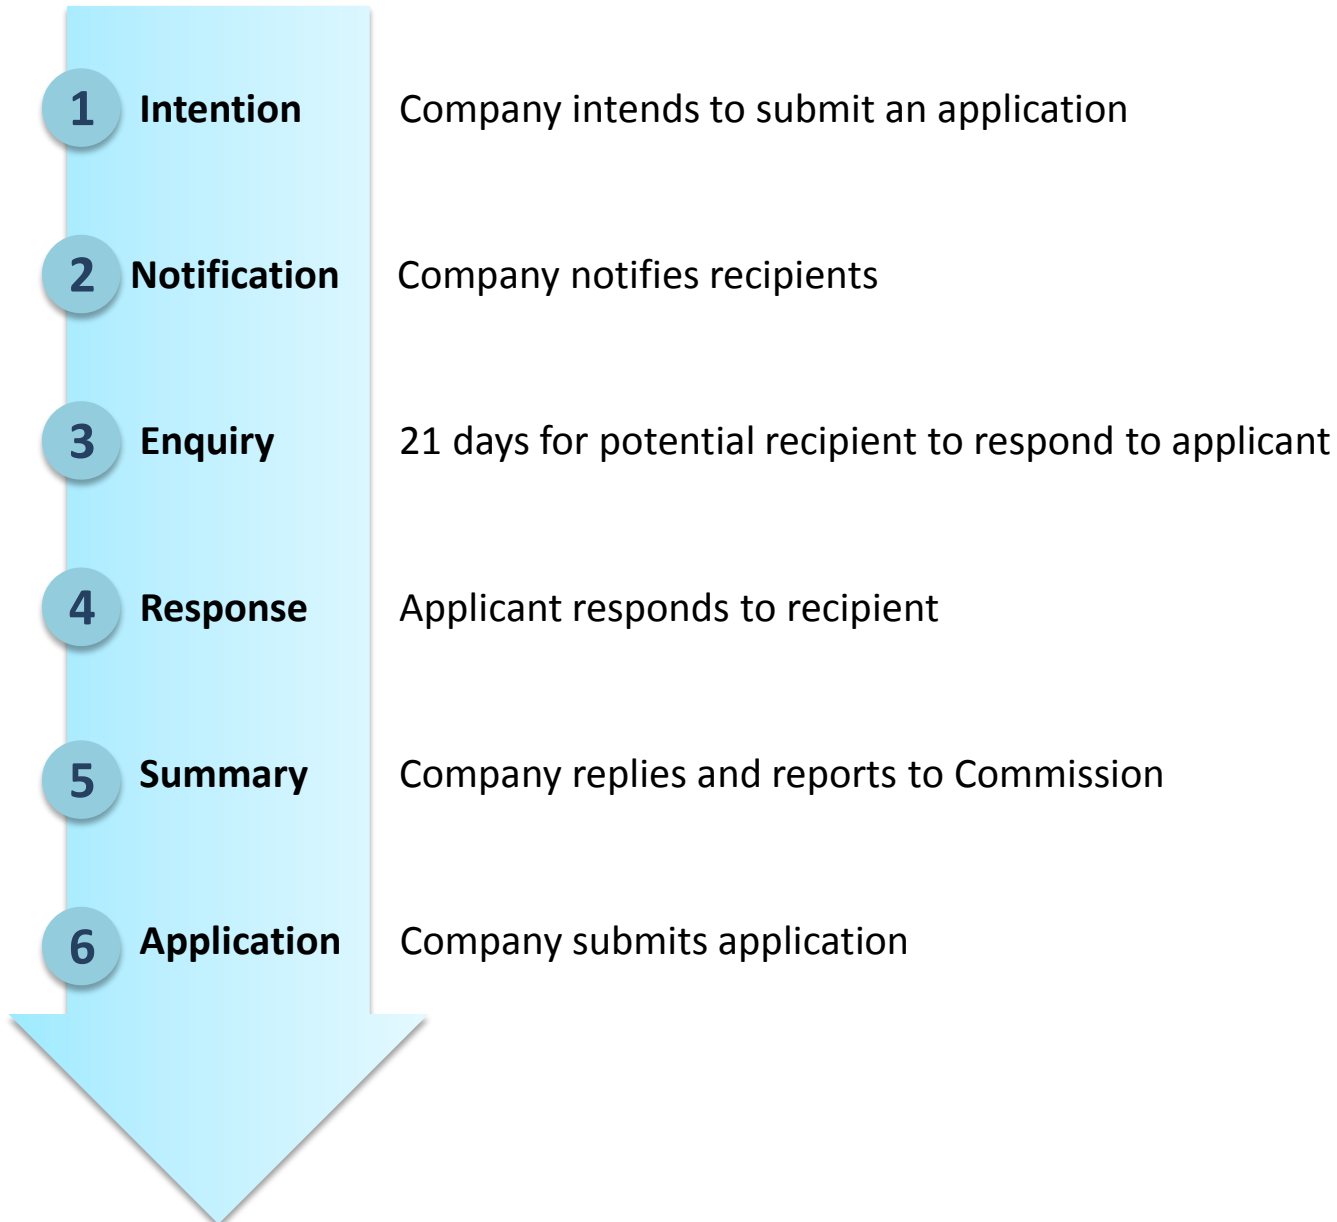 1 Intention Company intends to submit an application
2 Notification Company notifies recipients
3 Enquiry 21 days for potential recipient to respond to applicant
4 Response Applicant responds to recipient
5 Summary Company replies and reports to Commission
6 Application Company submits application